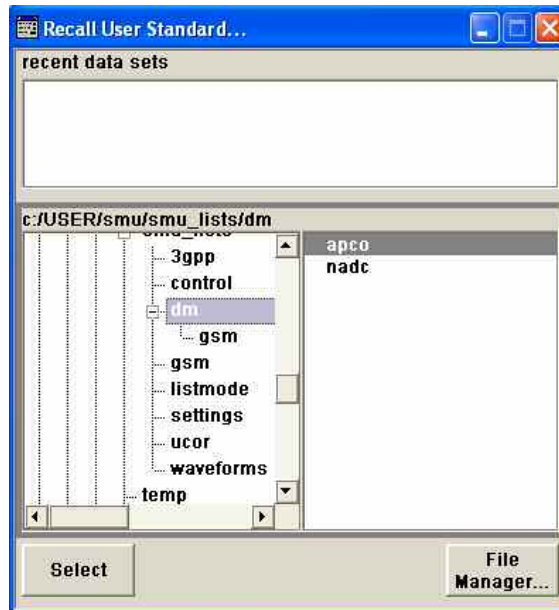 Recall User Standard...
recent data sets
c:/USER/smu/smu_lists/dm
smu_lists
3gpp
control
dm
gsm
gsm
listmode
settings
ucor
waveforms
temp
apco
nadc
Select
File
Manager...